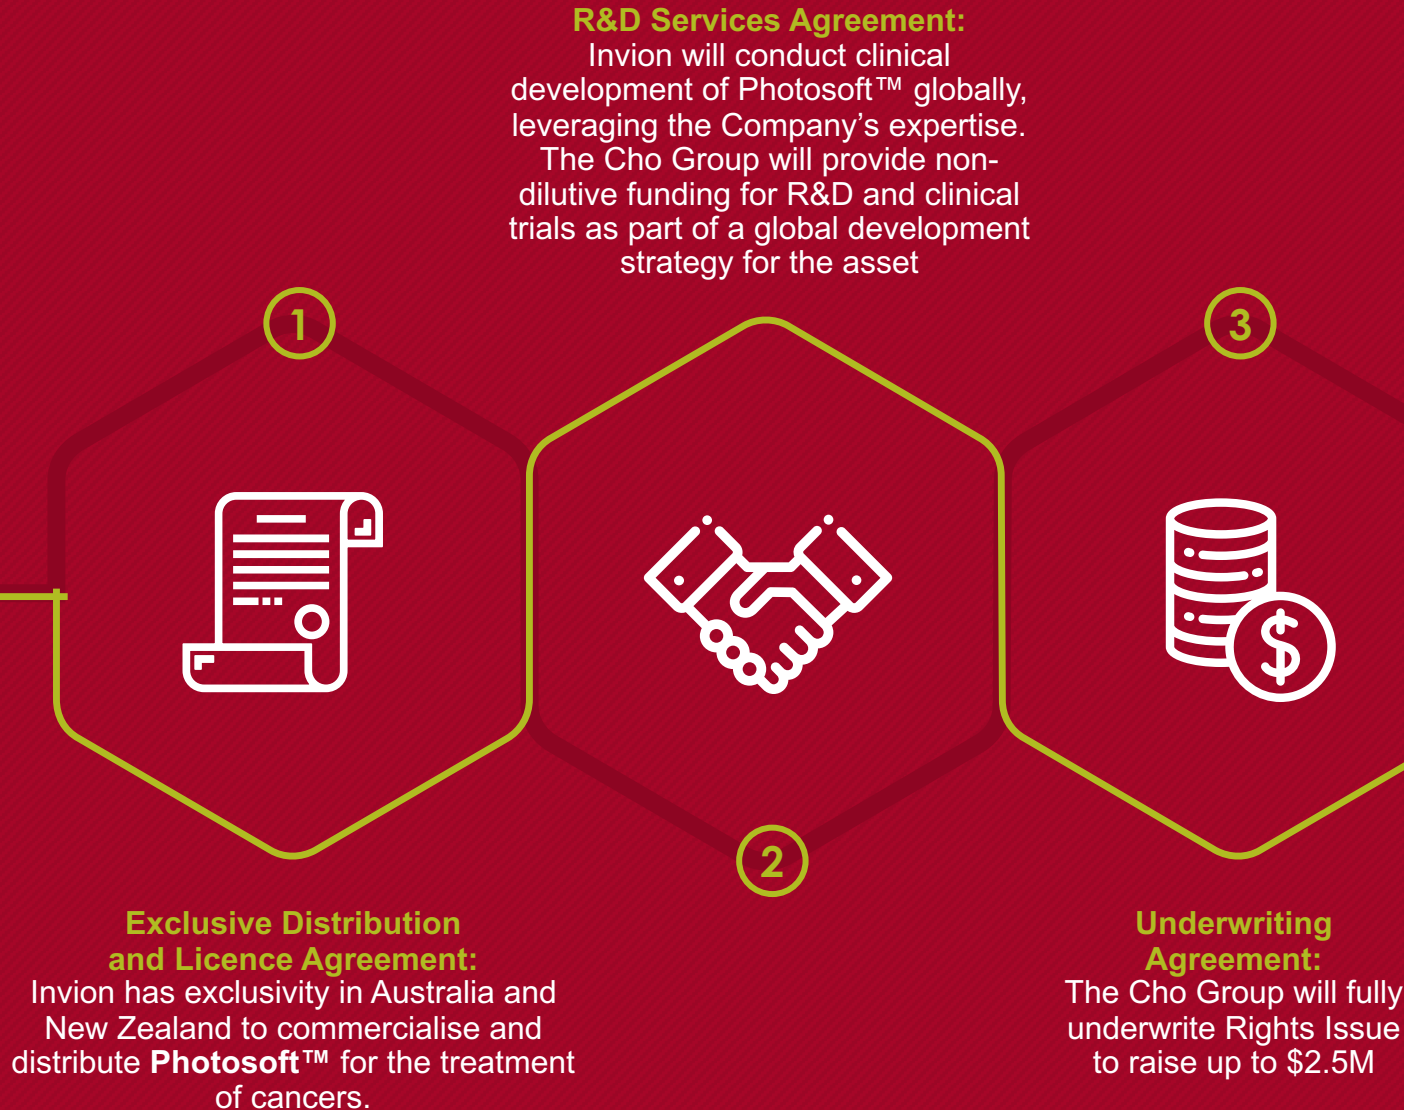 R&D Services Agreement:
Invion will conduct clinical
development of Photosoft™ globally,
leveraging the Company’s expertise.
The Cho Group will provide non-
dilutive funding for R&D and clinical
trials as part of a global development
strategy for the asset
1
3
$
2
Exclusive Distribution
and Licence Agreement:
Invion has exclusivity in Australia and
New Zealand to commercialise and
distribute Photosoft™ for the treatment
of cancers.
Underwriting
Agreement:
The Cho Group will fully
underwrite Rights Issue
to raise up to $2.5M